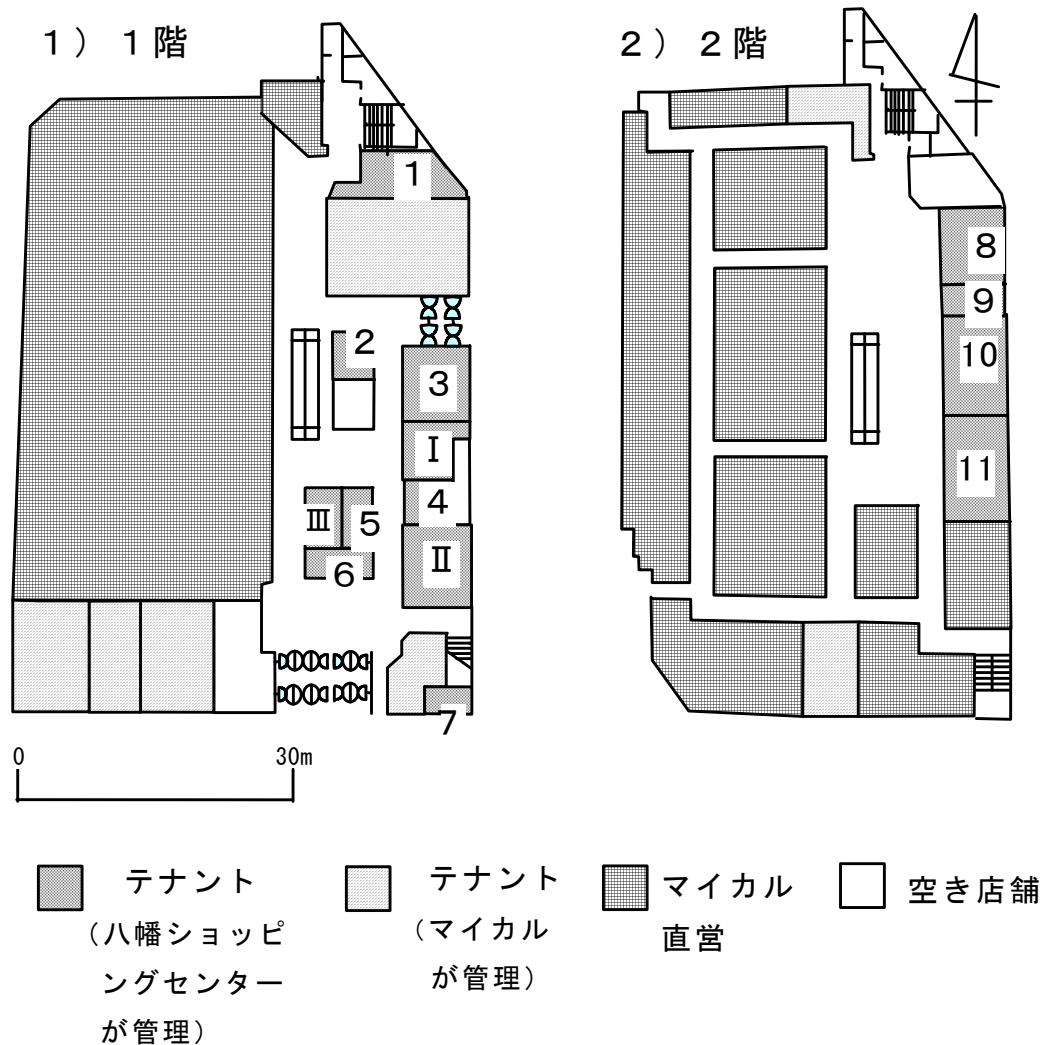 １）１階
２）２階
1
2
3
Ⅰ
4
Ⅲ
5
Ⅱ
6
7
8
9
10
11
0 30m
テナント
（八幡ショッピ
ングセンター
が管理）
テナント
（マイカル
が管理）
マイカル
直営
空き店舗